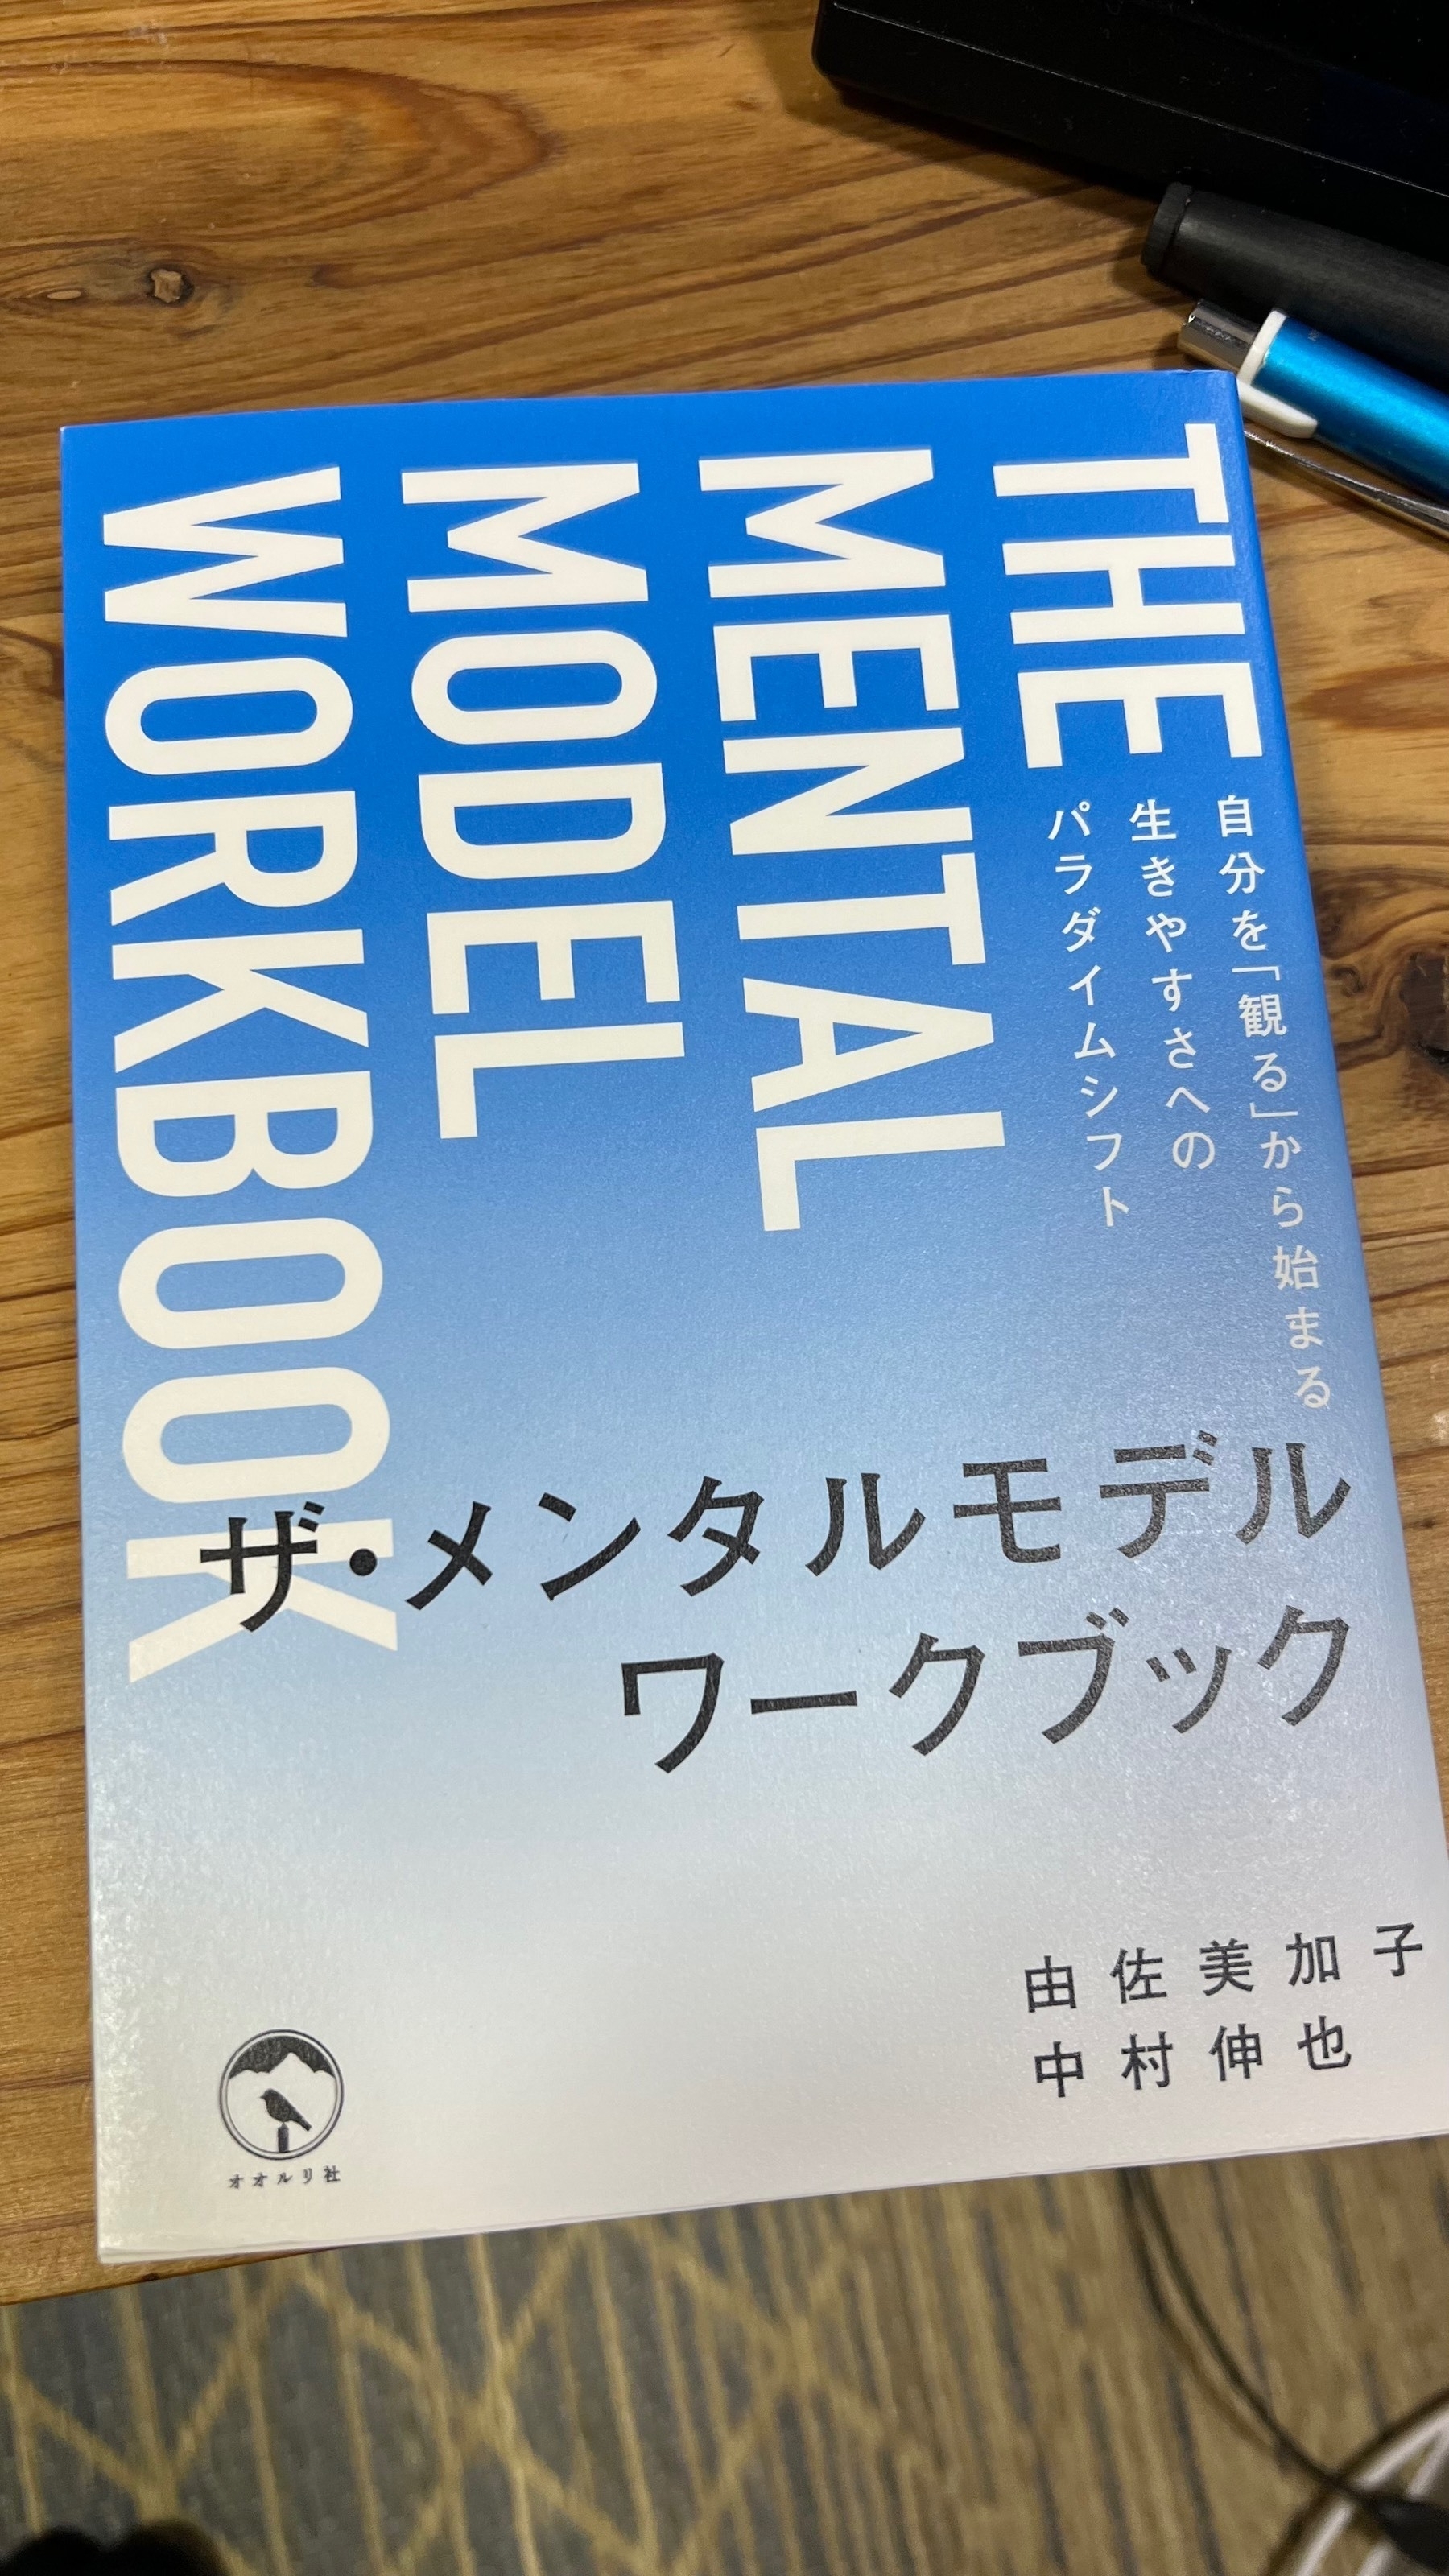 THE
MENTAL
MODEL
WORKBOOK
自分を「観る」から始まる
生きやすさへの
パラダイムシフト
ザ・メンタルモデル
ワークブック
由佐美加子
中村伸也
オオルリ社